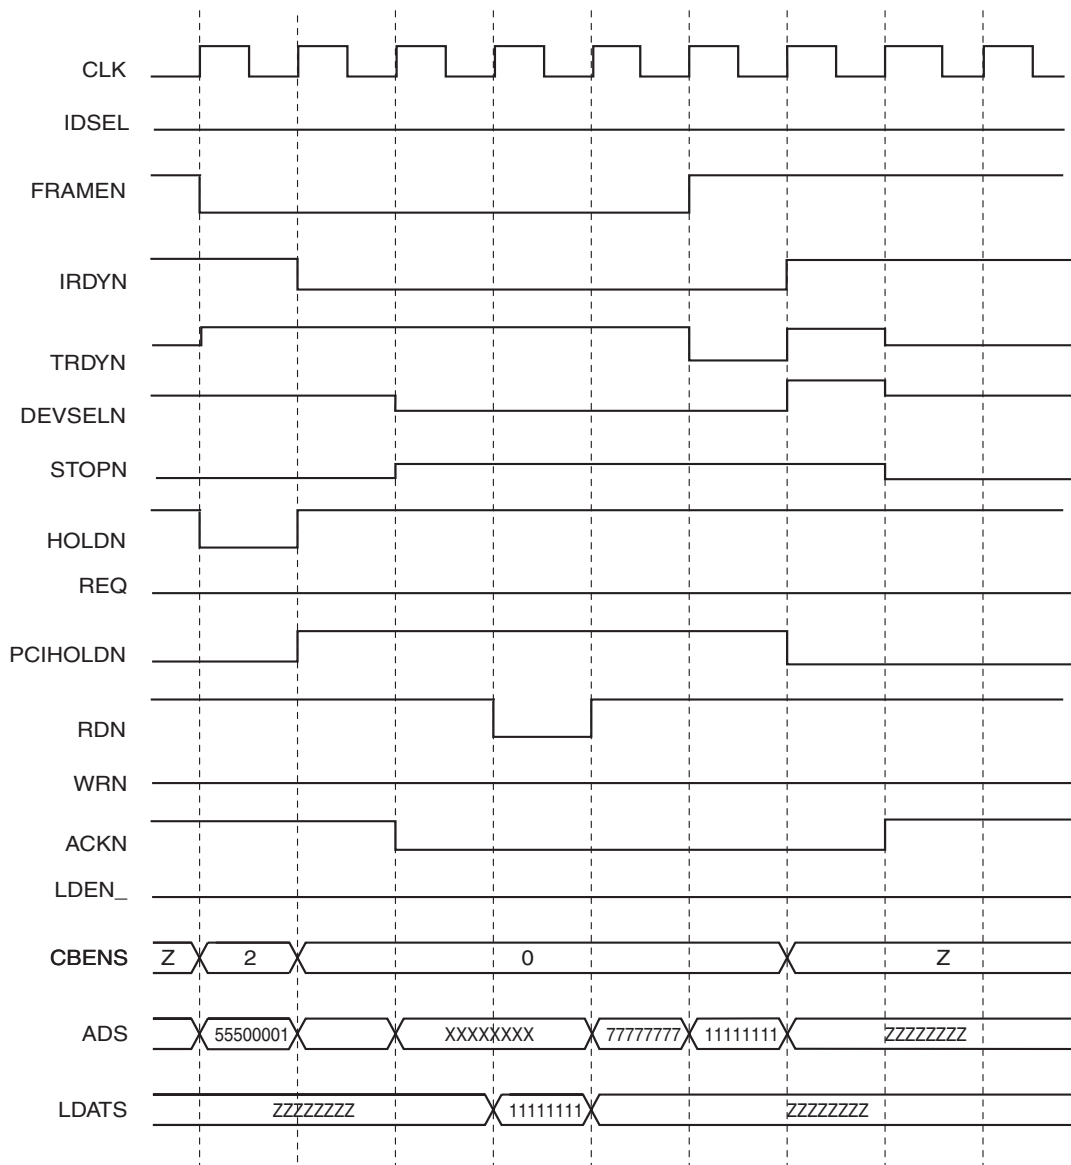 CLK
IDSEL
FRAMEN
IRDYN
TRDYN
DEVSELN
STOPN
HOLDN
REQ
PCIHOLDN
RDN
WRN
ACKN
LDEN_
CBENS Z 2 0 Z
ADS 55500001 XXXXXXXX 77777777 11111111 ZZZZZZZZ
LDATS ZZZZZZZZ 11111111 ZZZZZZZZ